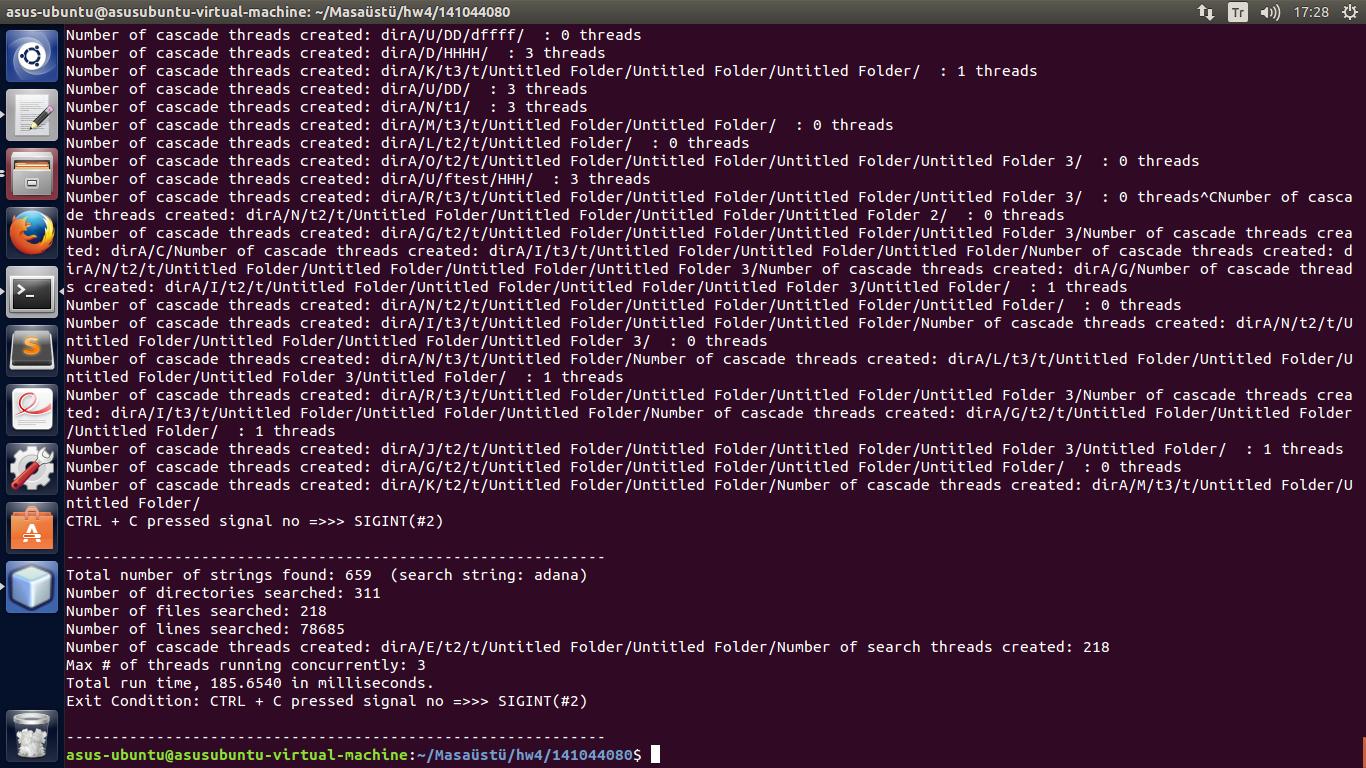 asus-ubuntu@asusubuntu-virtual-machine: ~/Masaüstü/hw4/141044080
Tr
17:28
Number of cascade threads created: dirA/U/DD/dffff/  : 0 threads
Number of cascade threads created: dirA/D/HHHH/  : 3 threads
Number of cascade threads created: dirA/K/t3/t/Untitled Folder/Untitled Folder/Untitled Folder/  : 1 threads
Number of cascade threads created: dirA/U/DD/  : 3 threads
Number of cascade threads created: dirA/N/t1/  : 3 threads
Number of cascade threads created: dirA/M/t3/t/Untitled Folder/Untitled Folder/  : 0 threads
Number of cascade threads created: dirA/L/t2/t/Untitled Folder/  : 0 threads
Number of cascade threads created: dirA/O/t2/t/Untitled Folder/Untitled Folder/Untitled Folder/Untitled Folder 3/  : 0 threads
Number of cascade threads created: dirA/U/ftest/HHH/  : 3 threads
Number of cascade threads created: dirA/R/t3/t/Untitled Folder/Untitled Folder/Untitled Folder 3/  : 0 threads^CNumber of casca
de threads created: dirA/N/t2/t/Untitled Folder/Untitled Folder/Untitled Folder/Untitled Folder 2/  : 0 threads
Number of cascade threads created: dirA/G/t2/t/Untitled Folder/Untitled Folder/Untitled Folder 3/Number of cascade threads crea
ted: dirA/C/Number of cascade threads created: dirA/I/t3/t/Untitled Folder/Untitled Folder/Untitled Folder/Number of cascade threads created: d
irA/N/t2/t/Untitled Folder/Untitled Folder/Untitled Folder/Untitled Folder 3/Number of cascade threads created: dirA/G/Number of cascade thread
s created: dirA/I/t2/t/Untitled Folder/Untitled Folder/Untitled Folder/Untitled Folder 3/Untitled Folder/  : 1 threads
Number of cascade threads created: dirA/N/t2/t/Untitled Folder/Untitled Folder/Untitled Folder/Untitled Folder/  : 0 threads
Number of cascade threads created: dirA/I/t3/t/Untitled Folder/Untitled Folder/Untitled Folder/Number of cascade threads created: dirA/N/t2/t/U
ntitled Folder/Untitled Folder/Untitled Folder/Untitled Folder 3/  : 0 threads
Number of cascade threads created: dirA/N/t3/t/Untitled Folder/Number of cascade threads created: dirA/L/t3/t/Untitled Folder/Untitled Folder/U
ntitled Folder/Untitled Folder 3/Untitled Folder/  : 1 threads
Number of cascade threads created: dirA/R/t3/t/Untitled Folder/Untitled Folder/Untitled Folder 3/Number of cascade threads crea
ted: dirA/I/t3/t/Untitled Folder/Untitled Folder/Untitled Folder/Number of cascade threads created: dirA/G/t2/t/Untitled Folder/Untitled Folder
/Untitled Folder/  : 1 threads
Number of cascade threads created: dirA/J/t2/t/Untitled Folder/Untitled Folder/Untitled Folder 3/Untitled Folder/  : 1 threads
Number of cascade threads created: dirA/G/t2/t/Untitled Folder/Untitled Folder/Untitled Folder/Untitled Folder/  : 0 threads
Number of cascade threads created: dirA/K/t2/t/Untitled Folder/Untitled Folder/Number of cascade threads created: dirA/M/t3/t/Untitled Folder/U
ntitled Folder/
CTRL + C pressed signal no =>>> SIGINT(#2)
------------------------------------------------------------
Total number of strings found: 659  (search string: adana)
Number of directories searched: 311
Number of files searched: 218
Number of lines searched: 78685
Number of cascade threads created: dirA/E/t2/t/Untitled Folder/Untitled Folder/Number of search threads created: 218
Max # of threads running concurrently: 3
Total run time, 185.6540 in milliseconds.
Exit Condition: CTRL + C pressed signal no =>>> SIGINT(#2)
------------------------------------------------------------
asus-ubuntu@asusubuntu-virtual-machine:~/Masaüstü/hw4/141044080$